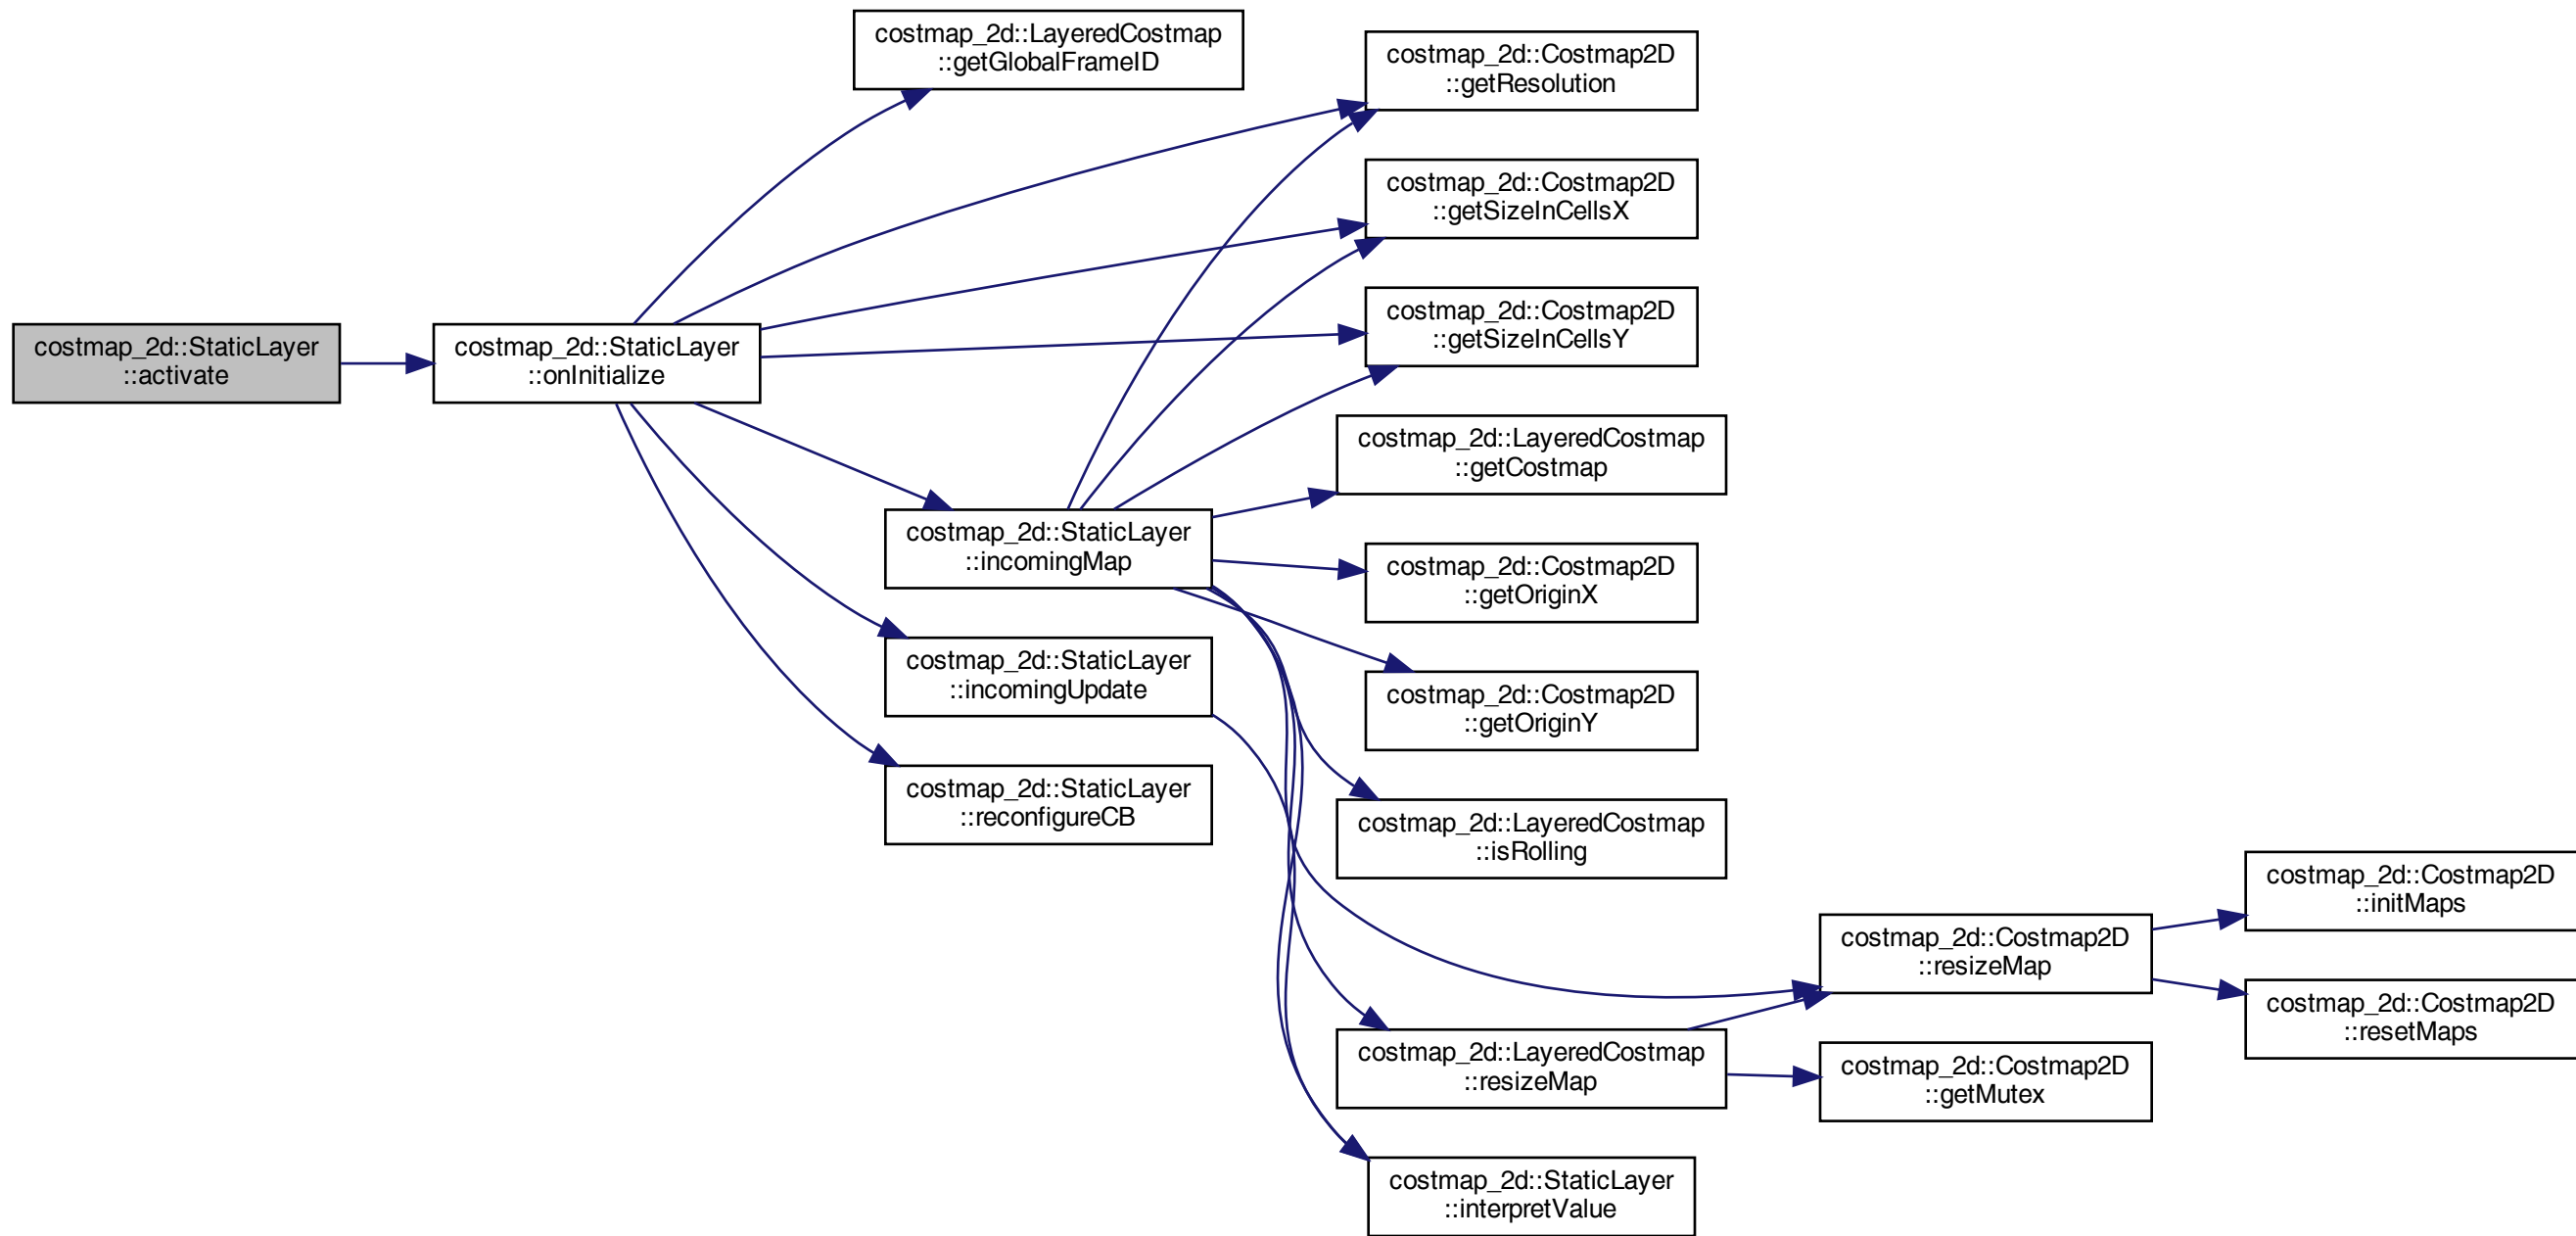 costmap_2d::StaticLayer
::activate
costmap_2d::StaticLayer
::onInitialize
costmap_2d::LayeredCostmap
::getGlobalFrameID
costmap_2d::StaticLayer
::incomingMap
costmap_2d::StaticLayer
::incomingUpdate
costmap_2d::StaticLayer
::reconfigureCB
costmap_2d::Costmap2D
::getResolution
costmap_2d::Costmap2D
::getSizeInCellsX
costmap_2d::Costmap2D
::getSizeInCellsY
costmap_2d::LayeredCostmap
::getCostmap
costmap_2d::Costmap2D
::getOriginX
costmap_2d::Costmap2D
::getOriginY
costmap_2d::LayeredCostmap
::isRolling
costmap_2d::LayeredCostmap
::resizeMap
costmap_2d::StaticLayer
::interpretValue
costmap_2d::Costmap2D
::resizeMap
costmap_2d::Costmap2D
::getMutex
costmap_2d::Costmap2D
::initMaps
costmap_2d::Costmap2D
::resetMaps